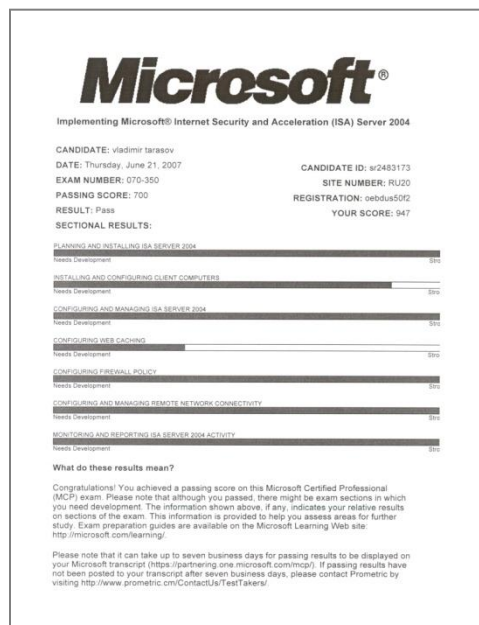 Microsoft®
Implementing Microsoft® Internet Security and Acceleration (ISA) Server 2004
CANDIDATE: vladimir tarasov
DATE: Thursday, June 21, 2007
CANDIDATE ID: sr2483173
EXAM NUMBER: 070-350
SITE NUMBER: RU20
PASSING SCORE: 700
REGISTRATION: oebdus50f2
RESULT: Pass
YOUR SCORE: 947
SECTIONAL RESULTS:
PLANNING AND INSTALLING ISA SERVER 2004
Needs Development Stro
INSTALLING AND CONFIGURING CLIENT COMPUTERS
Needs Development Stro
CONFIGURING AND MANAGING ISA SERVER 2004
Needs Development Stro
CONFIGURING WEB CACHING
Needs Development Stro
CONFIGURING FIREWALL POLICY
Needs Development Stro
CONFIGURING AND MANAGING REMOTE NETWORK CONNECTIVITY
Needs Development Stro
MONITORING AND REPORTING ISA SERVER 2004 ACTIVITY
Needs Development Stro
What do these results mean?
Congratulations! You achieved a passing score on this Microsoft Certified Professional
(MCP) exam. Please note that although you passed, there might be exam sections in which
you need development. The information shown above, if any, indicates your relative results
on sections of the exam. This information is provided to help you assess areas for further
study. Exam preparation guides are available on the Microsoft Learning Web site:
http://microsoft.com/learning/.
Please note that it can take up to seven business days for passing results to be displayed on
your Microsoft transcript (https://partnering.one.microsoft.com/mcp/). If passing results have
not been posted to your transcript after seven business days, please contact Prometric by
visiting http://www.prometric.cm/ContactUs/TestTakers/.